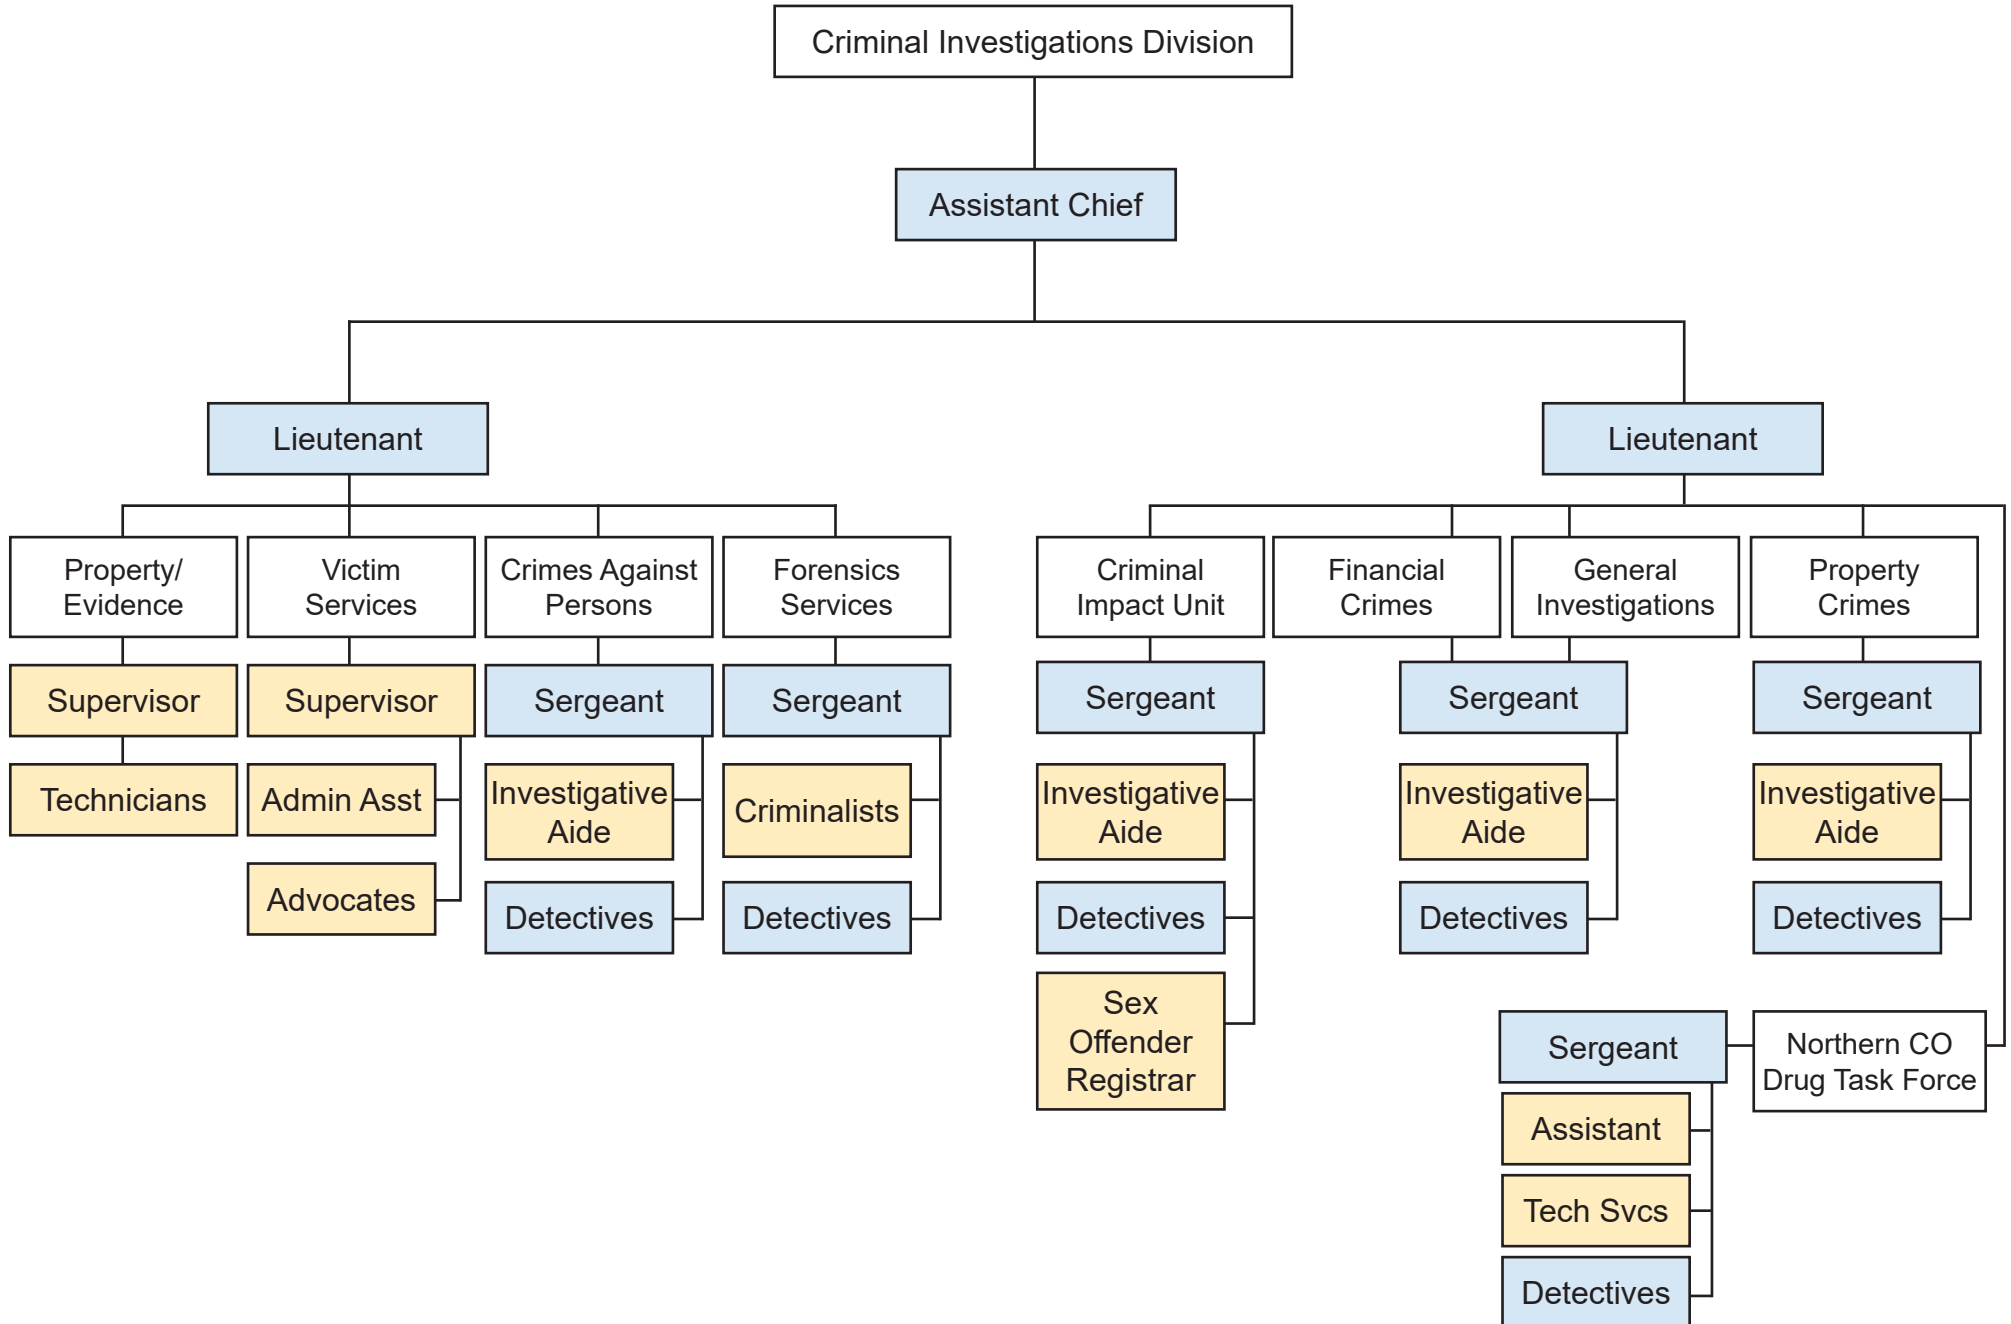 Criminal Investigations Division
Assistant Chief
Lieutenant
Lieutenant
Property/
Evidence
Victim
Services
Crimes Against
Persons
Forensics
Services
Criminal
Impact Unit
Financial
Crimes
General
Investigations
Property
Crimes
Supervisor
Supervisor
Sergeant
Sergeant
Sergeant
Sergeant
Sergeant
Technicians
Admin Asst
Investigative
Aide
Criminalists
Investigative
Aide
Investigative
Aide
Investigative
Aide
Advocates
Detectives
Detectives
Detectives
Detectives
Detectives
Sex
Offender
Registrar
Sergeant
Northern CO
Drug Task Force
Assistant
Tech Svcs
Detectives